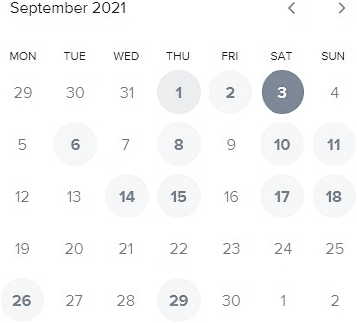 September 2021 < >
MON TUE WED THU FRI SAT SUN
29 30 31 1 2 3 4
5 6 7 8 9 10 11
12 13 14 15 16 17 18
19 20 21 22 23 24 25
26 27 28 29 30 1 2